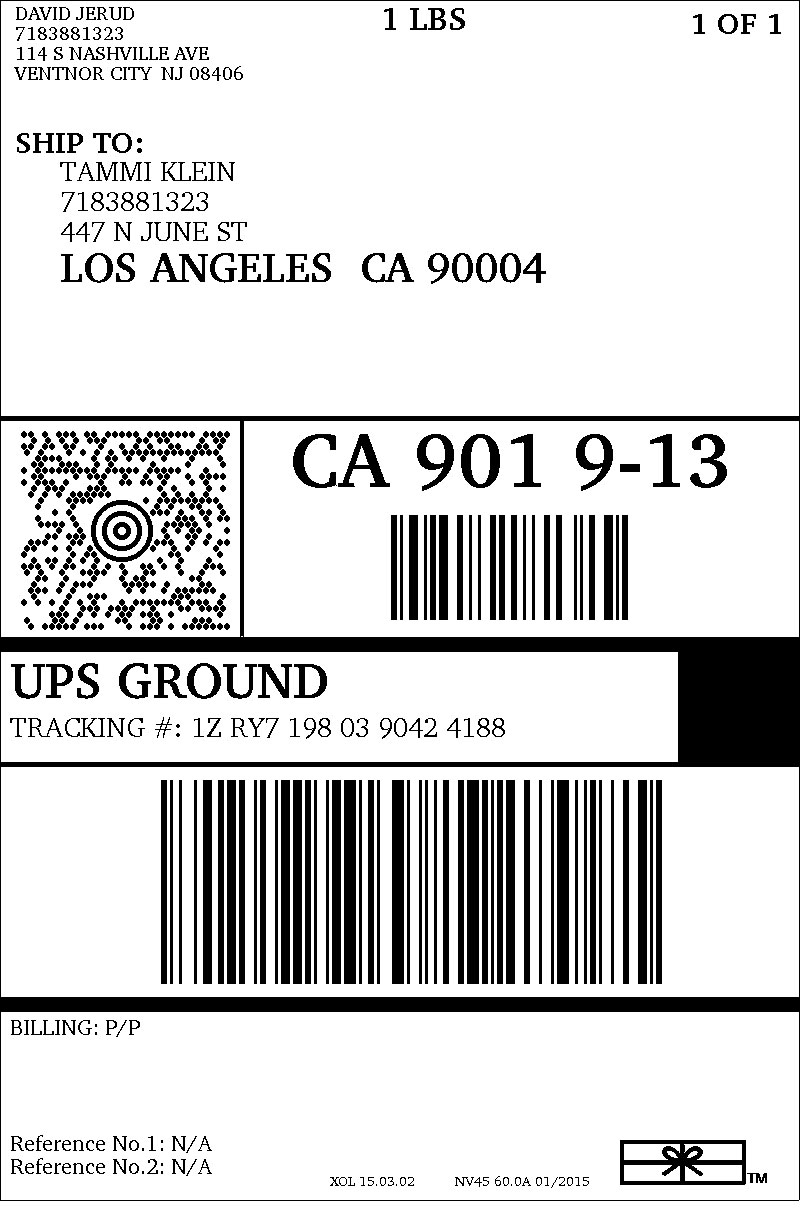 DAVID JERUD
7183881323
114 S NASHVILLE AVE
VENTNOR CITY  NJ 08406
1 LBS
1 OF 1
SHIP TO:
TAMMI KLEIN
7183881323
447 N JUNE ST
LOS ANGELES  CA 90004
CA 901 9-13
UPS GROUND
TRACKING #: 1Z RY7 198 03 9042 4188
BILLING: P/P
Reference No.1: N/A
Reference No.2: N/A
XOL 15.03.02
NV45 60.0A 01/2015
TM